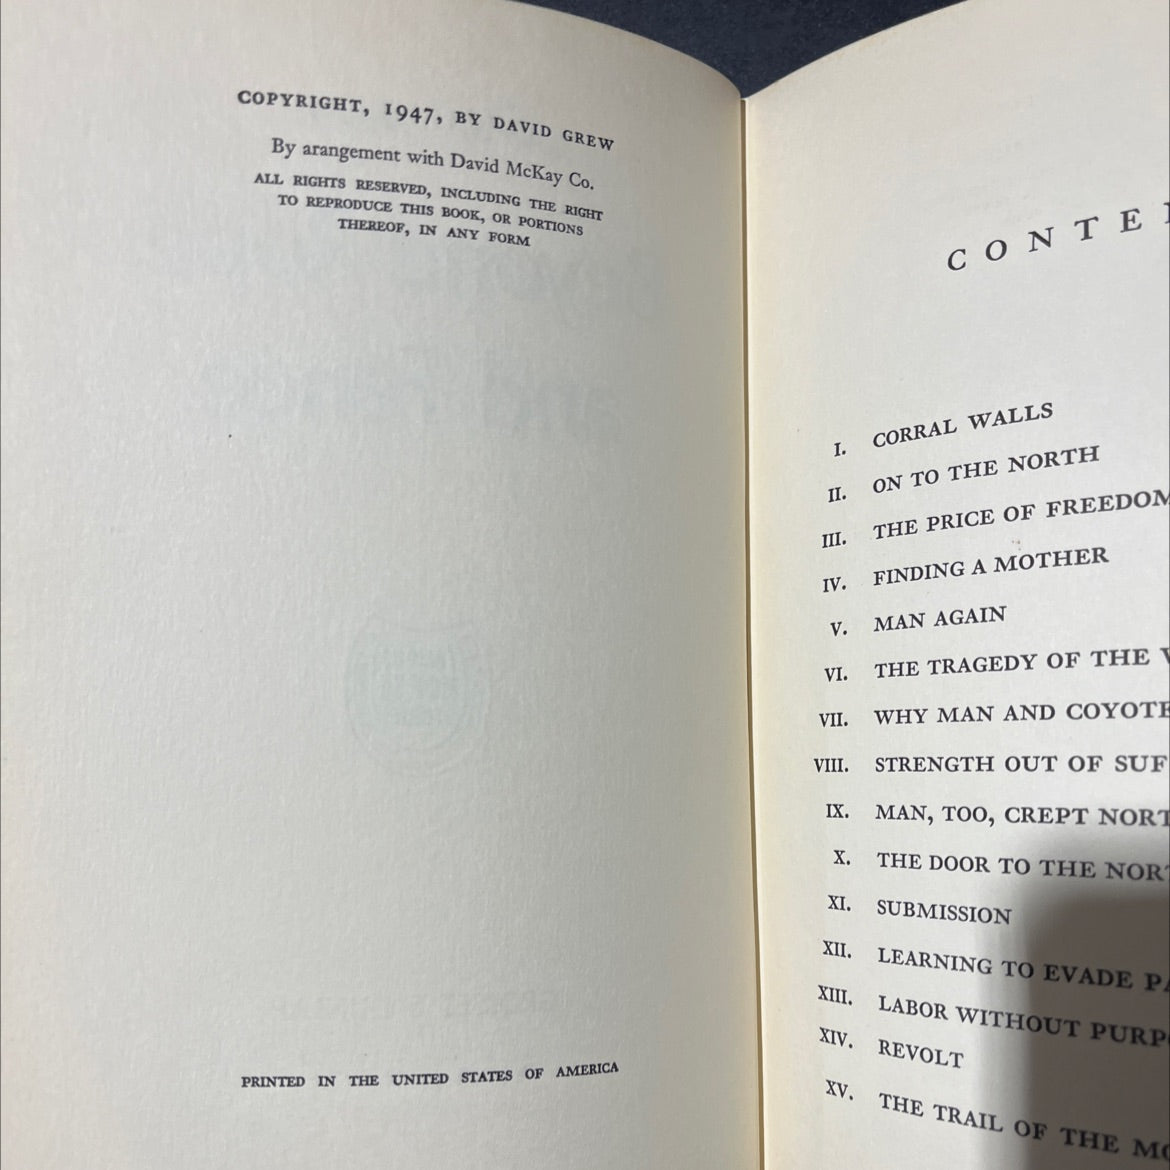 COPYRIGHT, 1947, BY DAVID GREW
By arangement with David McKay Co.
ALL RIGHTS RESERVED, INCLUDING THE RIGHT
TO REPRODUCE THIS BOOK, OR PORTIONS
THEREOF, IN ANY FORM
PRINTED IN THE UNITED STATES OF AMERICA
CONTE
I. CORRAL WALLS
II. ON TO THE NORTH
III. THE PRICE OF FREEDOM
IV. FINDING A MOTHER
V. MAN AGAIN
VI. THE TRAGEDY OF THE
VII. WHY MAN AND COYOTE
VIII. STRENGTH OUT OF SUF
IX. MAN, TOO, CREPT NORT
X. THE DOOR TO THE NORT
XI. SUBMISSION
XII. LEARNING TO EVADE PA
XIII. LABOR WITHOUT PURPO
XIV. REVOLT
XV. THE TRAIL OF THE MO